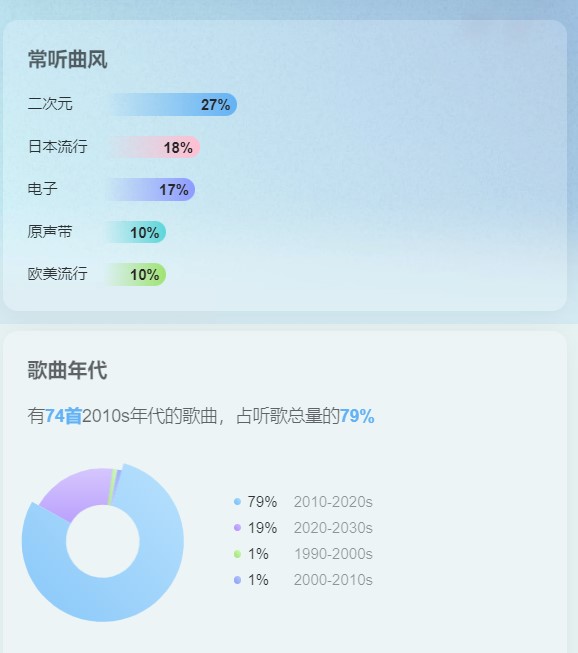 常听曲风
二次元 27%
日本流行 18%
电子 17%
原声带 10%
欧美流行 10%
歌曲年代
有74首2010s年代的歌曲，占听歌总量的79%
79% 2010-2020s
19% 2020-2030s
1% 1990-2000s
1% 2000-2010s